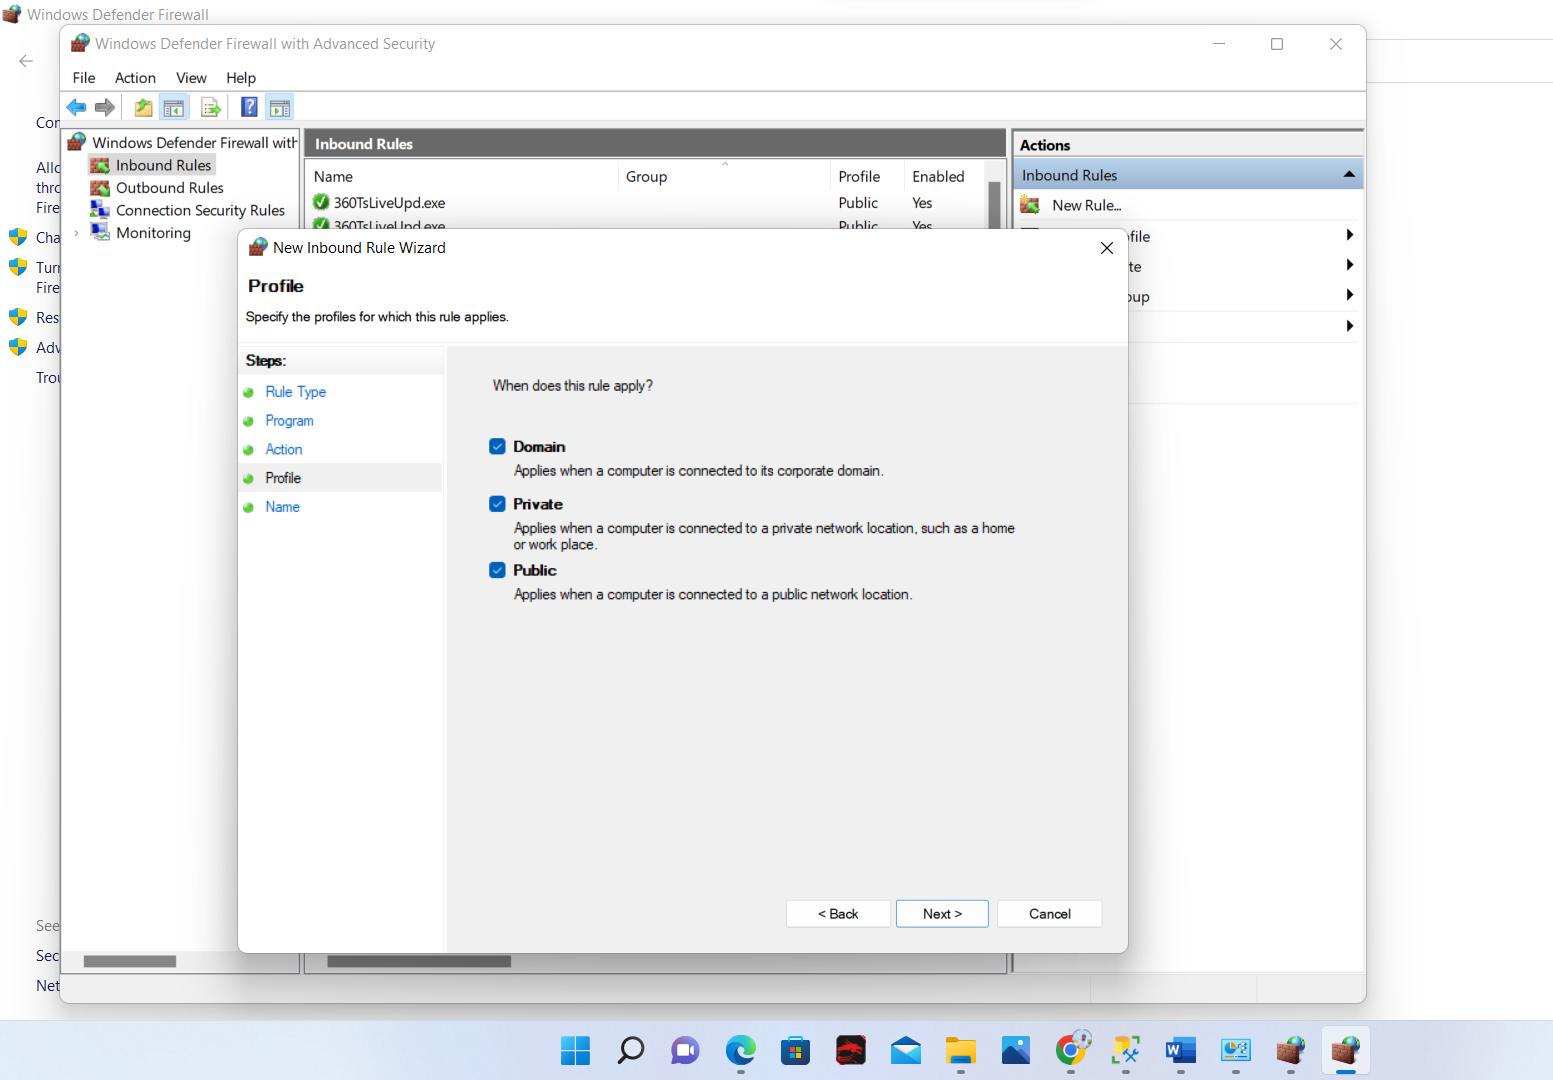 Windows Defender Firewall
Windows Defender Firewall with Advanced Security
File Action View Help
Windows Defender Firewall with
Inbound Rules
Outbound Rules
Connection Security Rules
Monitoring
Inbound Rules
Name Group Profile Enabled
360TsLiveUpd.exe Public Yes
360TsLiveUpd.exe Public Yes
Actions
Inbound Rules
New Rule...
ofile
te
oup
New Inbound Rule Wizard
Profile
Specify the profiles for which this rule applies.
Steps:
Rule Type
Program
Action
Profile
Name
When does this rule apply?
Domain
Applies when a computer is connected to its corporate domain.
Private
Applies when a computer is connected to a private network location, such as a home
or work place.
Public
Applies when a computer is connected to a public network location.
< Back Next > Cancel
Cor
Allo
thro
Fire
Cha
Turr
Fire
Res
Adv
Trou
See
Sec
Net